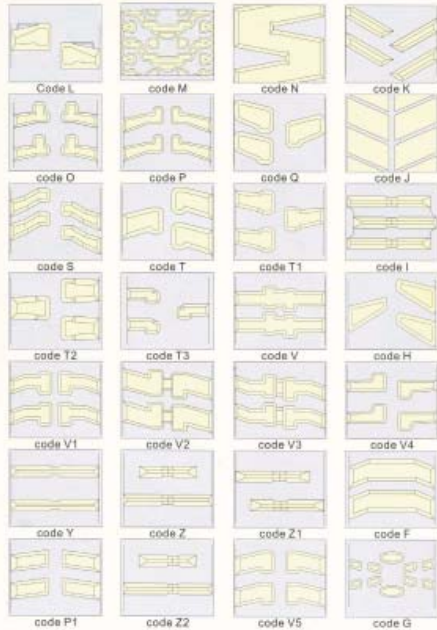 Code L code M code N code K
code O code P code Q code J
code S code T code T1 code I
code T2 code T3 code V code H
code V1 code V2 code V3 code V4
code Y code Z code Z1 code F
code P1 code Z2 code V5 code G